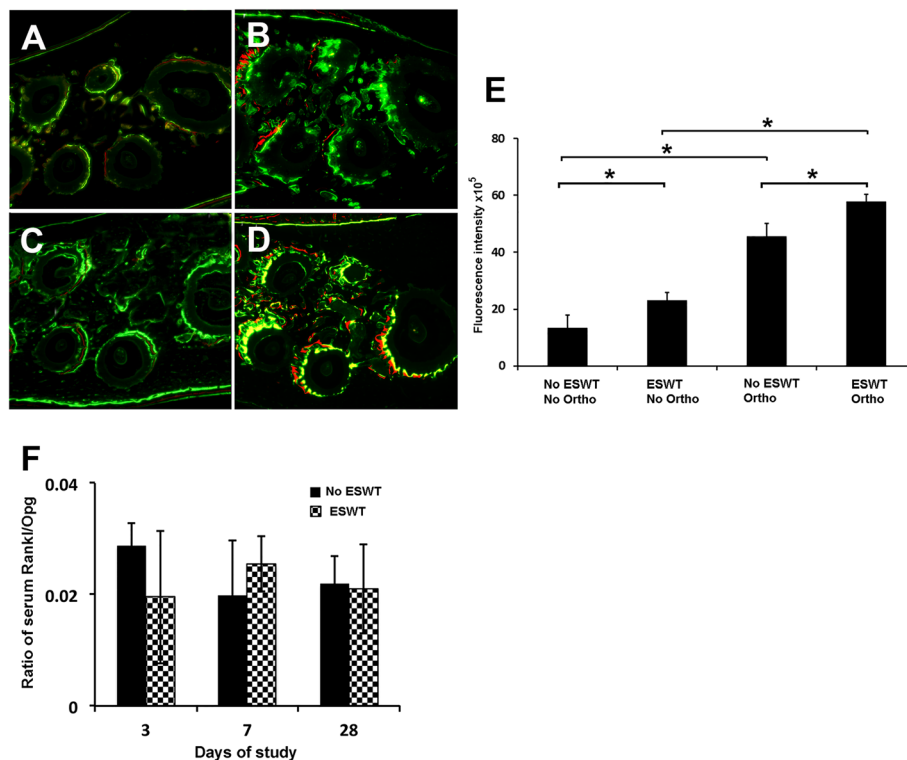 A
B
C
D
E
80
60
40
20
0
Fluorescence intensity x10⁵
*
*
*
*
No ESWT
No Ortho
ESWT
No Ortho
No ESWT
Ortho
ESWT
Ortho
F
0.04
0.02
0
Ratio of serum Rankl/Opg
No ESWT
ESWT
3
7
28
Days of study